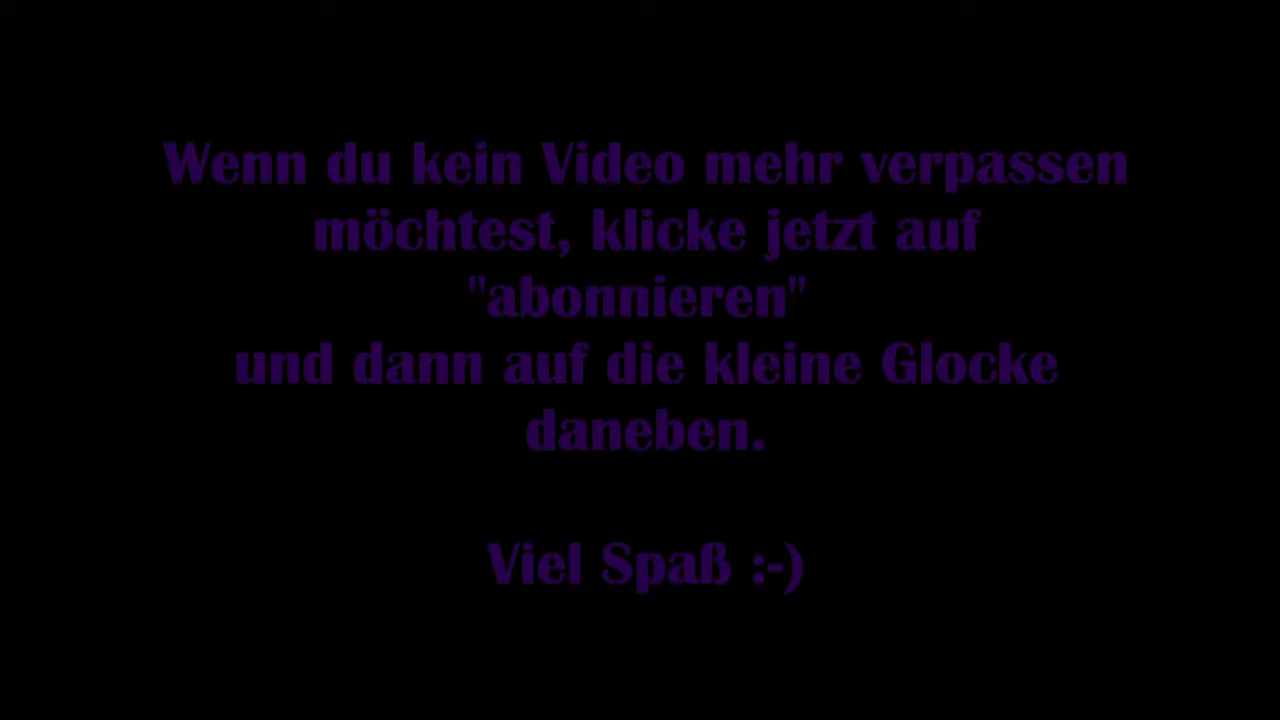 Wenn du kein Video mehr verpassen
möchtest, klicke jetzt auf
"abonnieren"
und dann auf die kleine Glocke
daneben.
Viel Spaß :-)